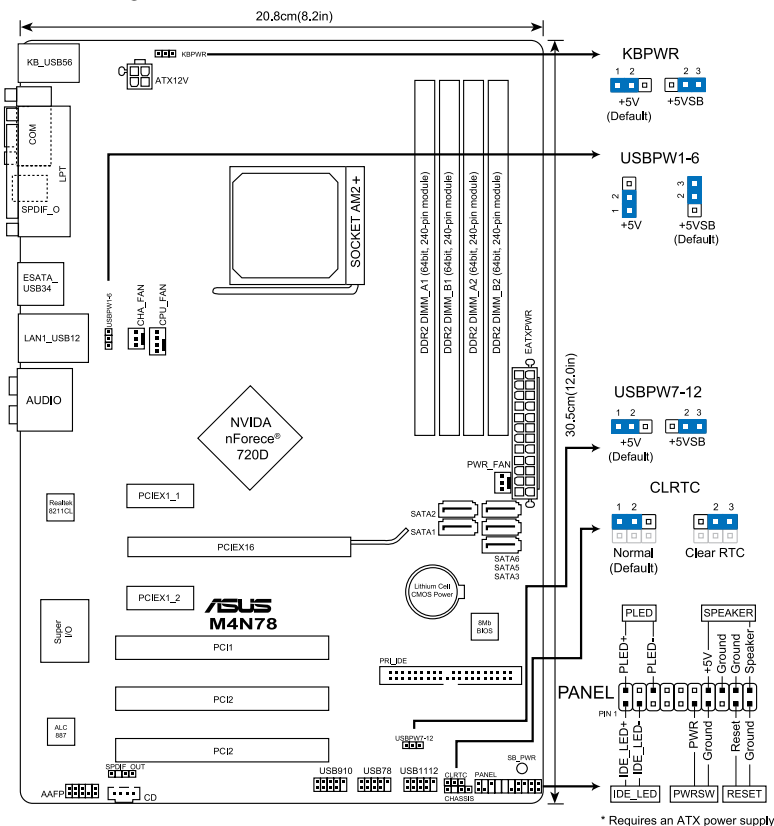 20.8cm(8.2in)
KB_USB56
KBPWR
ATX12V
KBPWR
1 2
2 3
+5V
(Default)
+5VSB
COM
LPT
SPDIF_O
SOCKET AM2+
DDR2 DIMM_A1 (64bit, 240-pin module)
DDR2 DIMM_B1 (64bit, 240-pin module)
DDR2 DIMM_A2 (64bit, 240-pin module)
DDR2 DIMM_B2 (64bit, 240-pin module)
USBPW1-6
1 2
2 3
+5V
+5VSB
(Default)
ESATA_
USB34
LAN1_USB12
USBPW1-6
CHA_FAN
CPU_FAN
EATXPWR
30.5cm(12.0in)
AUDIO
NVIDA
nForece®
720D
PWR_FAN
USBPW7-12
1 2
2 3
+5V
(Default)
+5VSB
Realtek
8211CL
PCIEX1_1
SATA2
SATA1
SATA6
SATA5
SATA3
CLRTC
1 2
2 3
Normal
(Default)
Clear RTC
PCIEX16
PCIEX1_2
ASUS
M4N78
Lithium Cell
CMOS Power
Super
I/O
8Mb
BIOS
PCI1
PRI_IDE
PLED
SPEAKER
PLED+
PLED-
+5V
Ground
Ground
Speaker
PANEL
PIN 1
IDE_LED+
IDE_LED-
PWR
Ground
Reset
Ground
IDE_LED
PWRSW
RESET
PCI2
ALC
887
PCI2
USBPW7-12
SPDIF_OUT
AAFP
CD
USB910
USB78
USB1112
CLRTC
CHASSIS
PANEL
SB_PWR
* Requires an ATX power supply